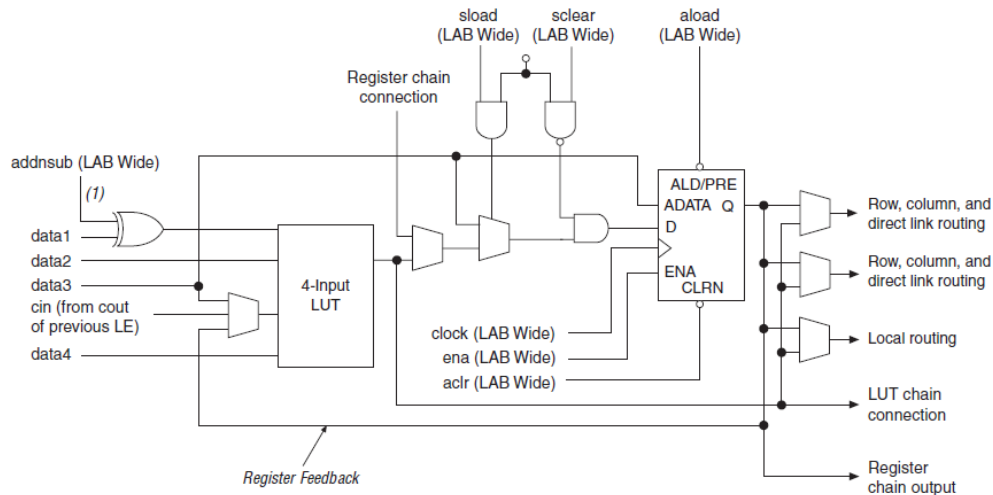 sload
(LAB Wide)
sclear
(LAB Wide)
aload
(LAB Wide)
Register chain
connection
addnsub (LAB Wide)
(1)
data1
data2
data3
cin (from cout
of previous LE)
data4
4-Input
LUT
ALD/PRE
ADATA Q
D
ENA
CLRN
clock (LAB Wide)
ena (LAB Wide)
aclr (LAB Wide)
Row, column, and
direct link routing
Row, column, and
direct link routing
Local routing
LUT chain
connection
Register
chain output
Register Feedback